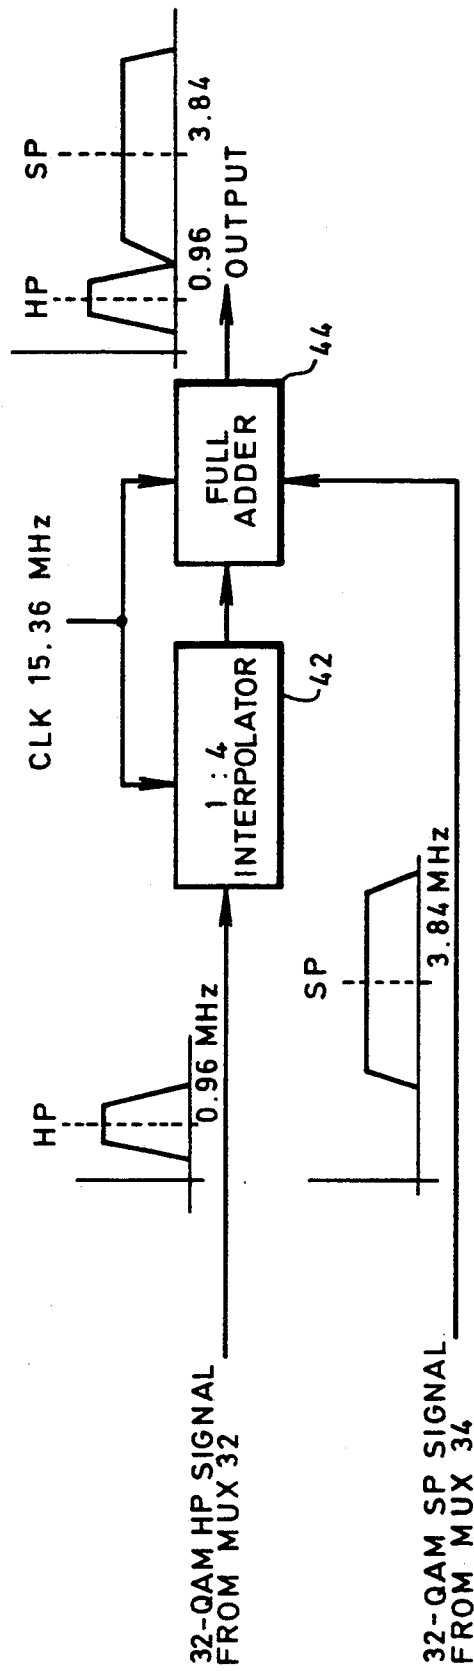 HP
SP
0.96
3.84
CLK 15.36 MHz
OUTPUT
HP
0.96 MHz
32-QAM HP SIGNAL
FROM MUX 32
1 : 4
INTERPOLATOR
42
FULL
ADDER
44
SP
3.84 MHz
32-QAM SP SIGNAL
FROM MUX 34